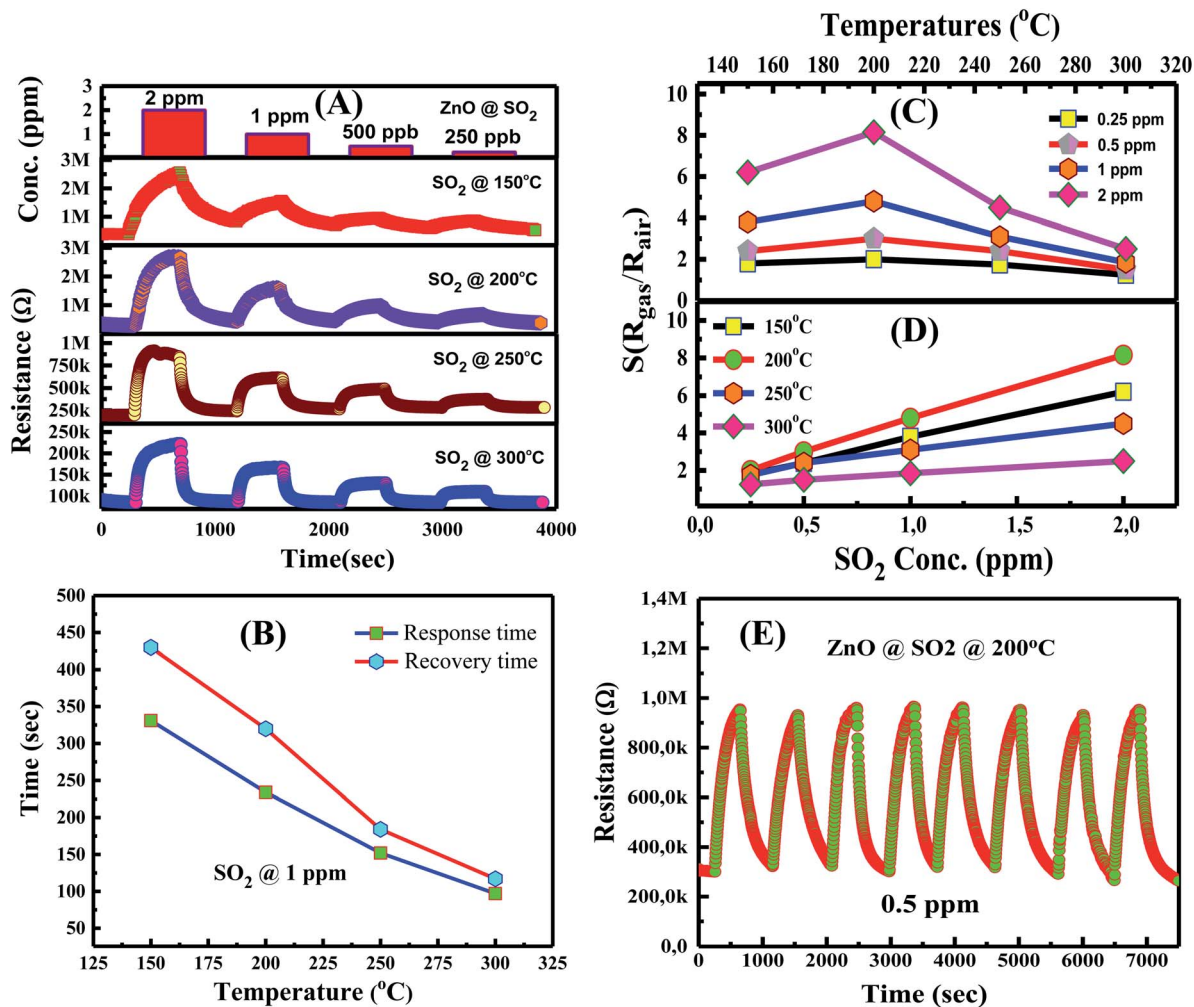 (A)
Conc. (ppm)
3
2
1
2 ppm
1 ppm
500 ppb
250 ppb
ZnO @ SO2
Resistance (Ω)
3M
2M
1M
SO2 @ 150°C
3M
2M
1M
SO2 @ 200°C
1M
750k
500k
250k
SO2 @ 250°C
250k
200k
150k
100k
SO2 @ 300°C
0 1000 2000 3000 4000
Time(sec)
Temperatures (°C)
140 160 180 200 220 240 260 280 300 320
(C)
10
8
6
4
2
0
0.25 ppm
0.5 ppm
1 ppm
2 ppm
S(Rgas/Rair)
(D)
10
8
6
4
2
150°C
200°C
250°C
300°C
0,0 0,5 1,0 1,5 2,0
SO2 Conc. (ppm)
(B)
Time (sec)
500
450
400
350
300
250
200
150
100
50
Response time
Recovery time
SO2 @ 1 ppm
125 150 175 200 225 250 275 300 325
Temperature (°C)
(E)
ZnO @ SO2 @ 200°C
Resistance (Ω)
1,4M
1,2M
1,0M
800,0k
600,0k
400,0k
200,0k
0,0
0.5 ppm
0 1000 2000 3000 4000 5000 6000 7000
Time (sec)